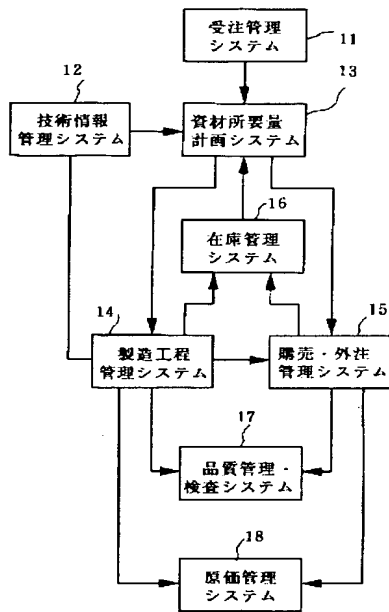 受注管理
システム
11
12
13
技術情報
管理システム
資材所要量
計画システム
16
在庫管理
システム
14
15
製造工程
管理システム
購売・外注
管理システム
17
品質管理・
検査システム
18
原価管理
システム